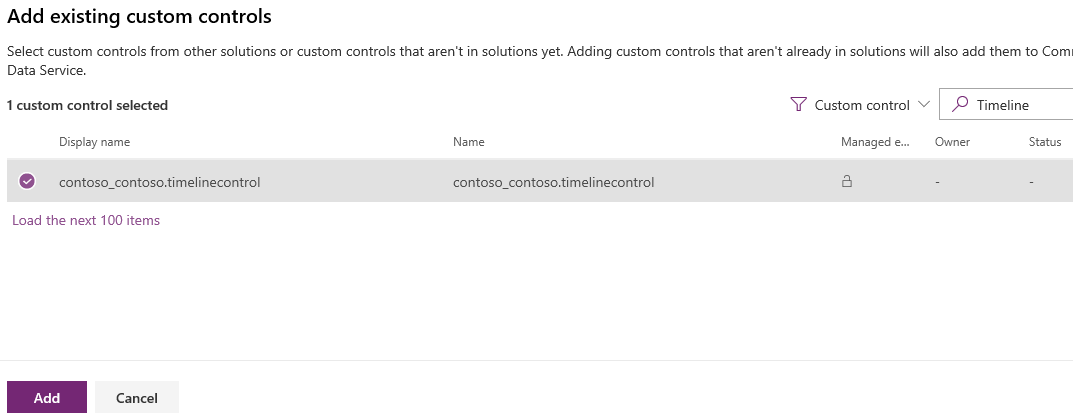 Add existing custom controls
Select custom controls from other solutions or custom controls that aren't in solutions yet. Adding custom controls that aren't already in solutions will also add them to Com
Data Service.
1 custom control selected
Custom control
Timeline
Display name Name Managed e... Owner Status
contoso_contoso.timelinecontrol contoso_contoso.timelinecontrol - -
Load the next 100 items
Add Cancel